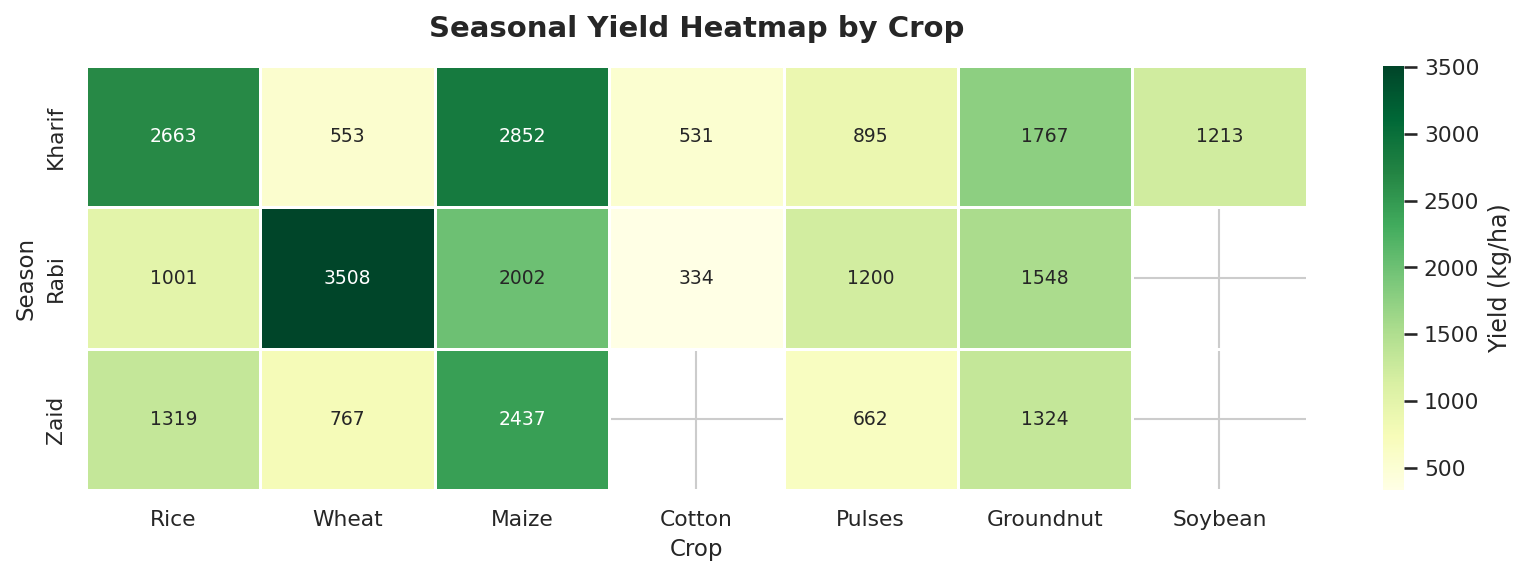 Seasonal Yield Heatmap by Crop
Season
Kharif
2663 553 2852 531 895 1767 1213
Rabi
1001 3508 2002 334 1200 1548
Zaid
1319 767 2437 662 1324
Rice Wheat Maize Cotton Pulses Groundnut Soybean
Crop
3500
3000
2500
2000
1500
1000
500
Yield (kg/ha)